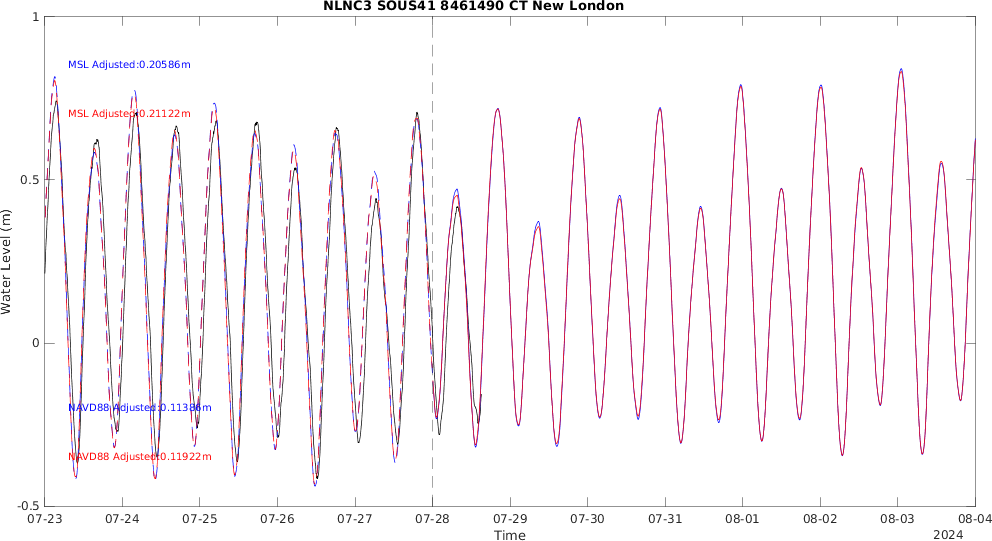 NLNC3 SOUS41 8461490 CT New London
1
MSL Adjusted:0.20586m
MSL Adjusted:0.21122m
0.5
Water Level (m)
0
NAVD88 Adjusted:0.11386m
NAVD88 Adjusted:0.11922m
-0.5
07-23 07-24 07-25 07-26 07-27 07-28 07-29 07-30 07-31 08-01 08-02 08-03 08-04
Time
2024